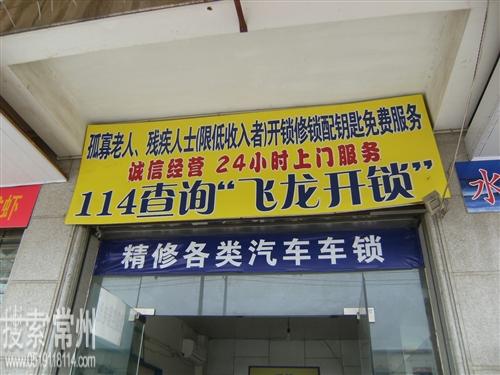 孤寡老人、残疾人士(限低收入者)开锁修锁配钥匙免费服务
诚信经营 24小时上门服务
114查询“飞龙开锁”
精修各类汽车车锁
虾
水
搜索常州
www.0519118114.com